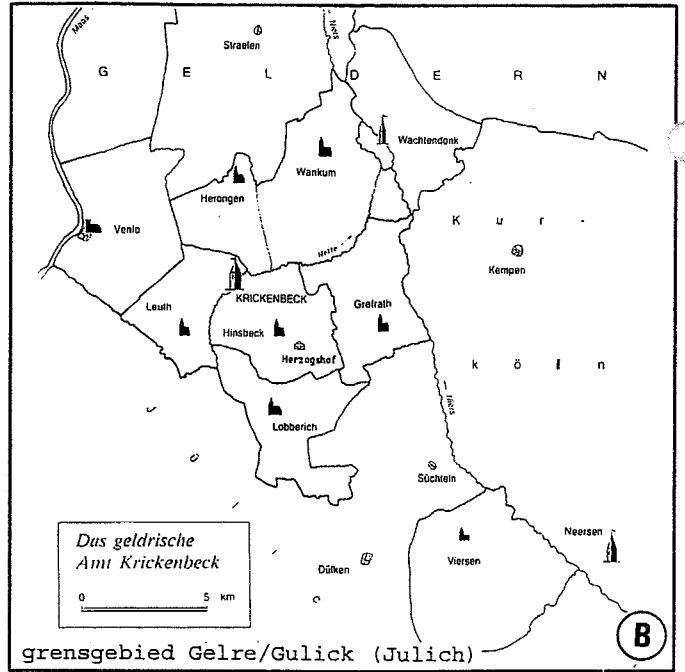 Maas
Straelen
Niers
G E L D E R N
Wachtendonk
Wankum
Herongen
Venlo
Nette
K u r -
Kempen
KRICKENBECK
Leuth
Hinsbeck
Grefrath
Herzogshof
k ö l n
Lobberich
Niers
Süchteln
Das geldrische
Amt Krickenbeck
0 5 KM
Dülken
Viersen
Neersen
B
grensgebied Gelre/Gulick (Julich)